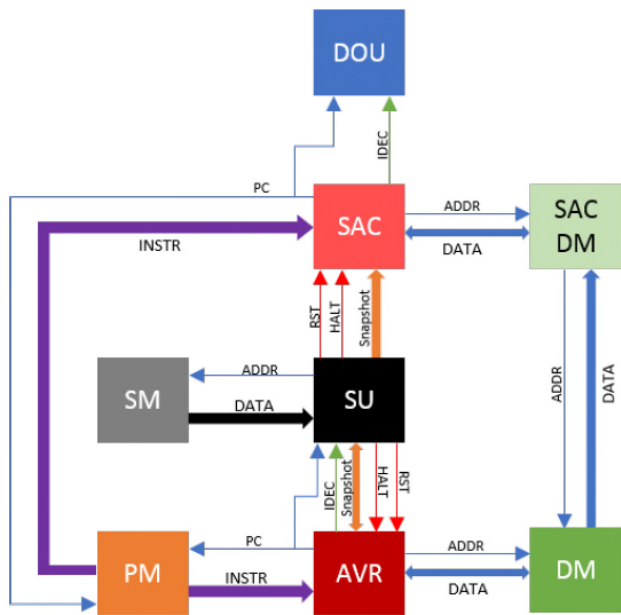 DOU
IDEC
PC
SAC
ADDR
SAC
DM
INSTR
DATA
RST
HALT
Snapshot
ADDR
SM
DATA
SU
ADDR
DATA
IDEC
Snapshot
HALT
RST
PC
ADDR
PM
INSTR
AVR
DATA
DM